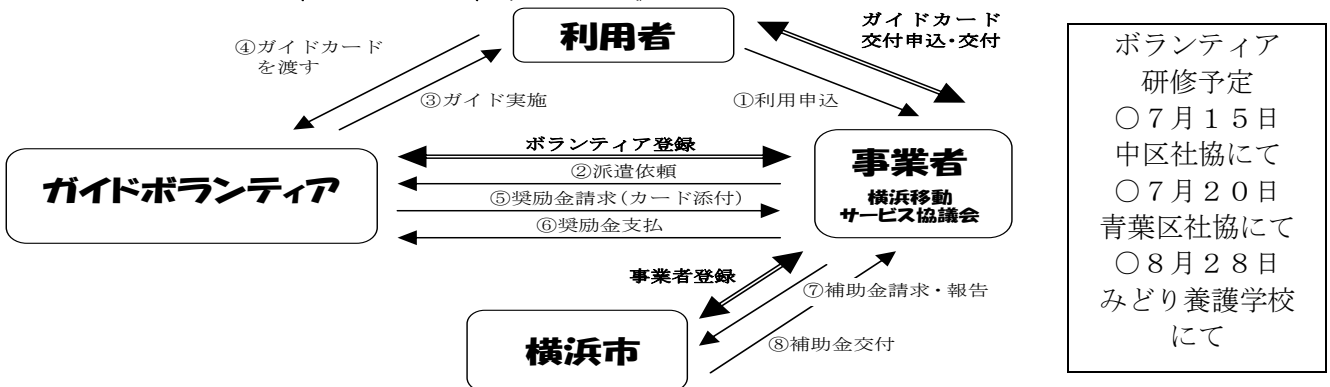 利用者
ガイドカード
交付申込・交付
④ガイドカード
を渡す
③ガイド実施
①利用申込
ボランティア登録
②派遣依頼
⑤奨励金請求(カード添付)
⑥奨励金支払
ガイドボランティア
事業者
横浜移動
サービス協議会
事業者登録
⑦補助金請求・報告
⑧補助金交付
横浜市
ボランティア
研修予定
○7月15日
中区社協にて
○7月20日
青葉区社協にて
○8月28日
みどり養護学校
にて